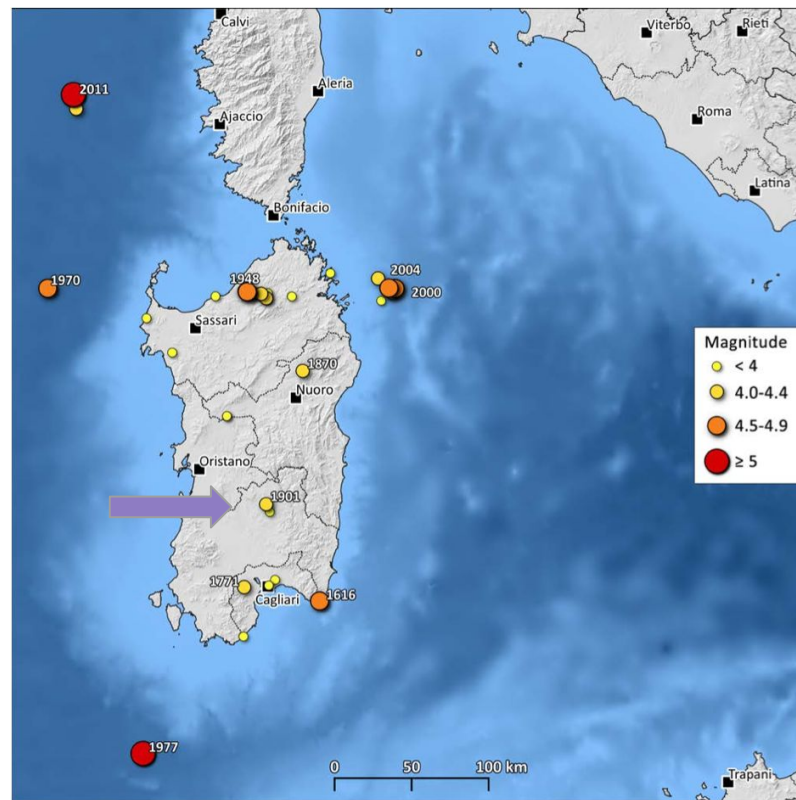 Calvi
Viterbo
Rieti
2011
Aleria
Ajaccio
Roma
Latina
Bonifacio
1970
1948
2004
2000
Sassari
1870
Nuoro
Oristano
1901
1771
Cagliari
1616
1977
Trapani
Magnitude
< 4
4.0-4.4
4.5-4.9
≥ 5
0 50 100 km